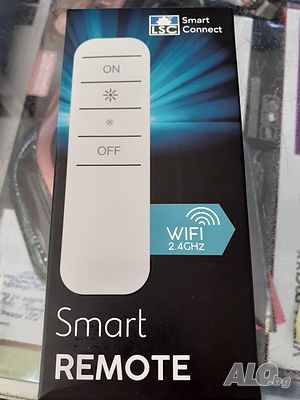 LSC
Smart
Connect
ON
OFF
WIFI
2.4GHz
Smart
REMOTE
ALO.bg